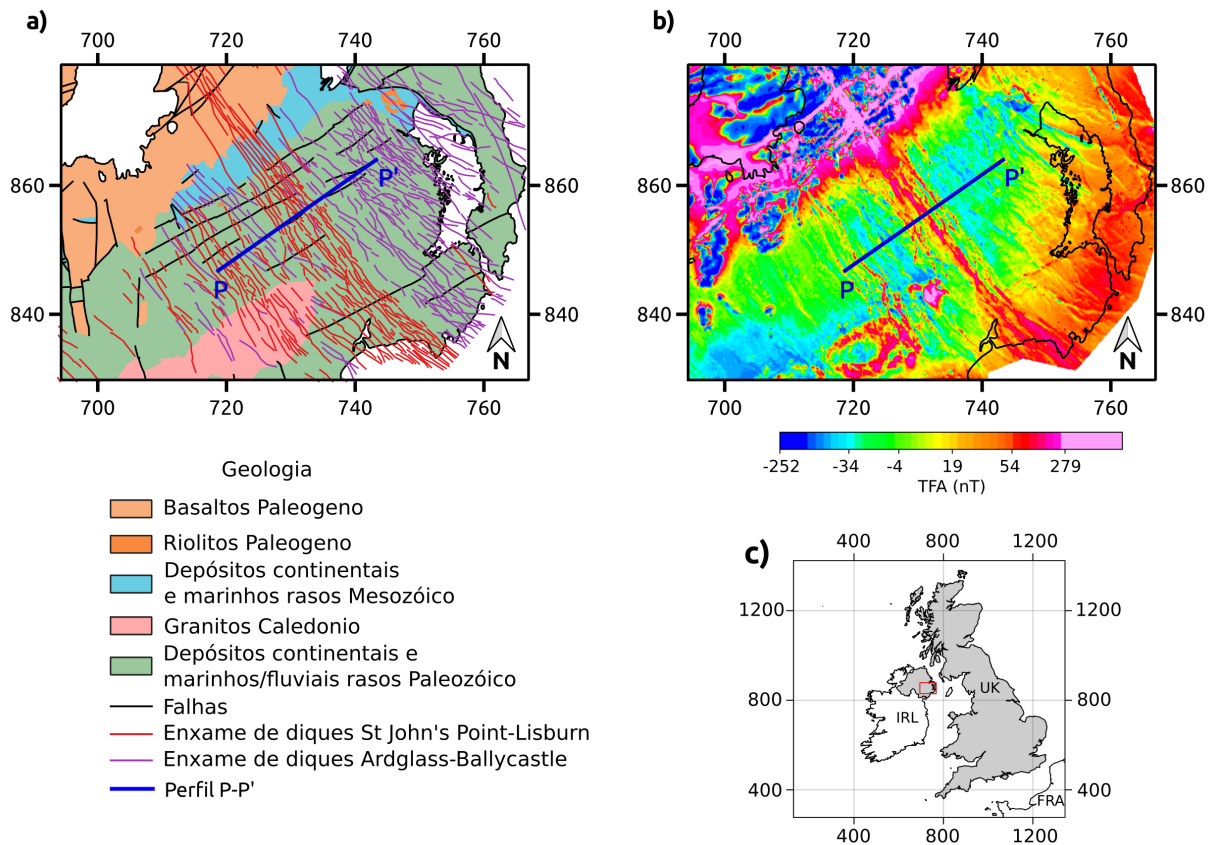 a)
700 720 740 760
860
840
P
P'
N
700 720 740 760
b)
700 720 740 760
860 860
840 840
P
P'
N
700 720 740 760
-252 -34 -4 19 54 279
TFA (nT)
Geologia
Basaltos Paleogeno
Riolitos Paleogeno
Depósitos continentais
e marinhos rasos Mesozóico
Granitos Caledonio
Depósitos continentais e
marinhos/fluviais rasos Paleozóico
Falhas
Enxame de diques St John's Point-Lisburn
Enxame de diques Ardglass-Ballycastle
Perfil P-P'
c)
400 800 1200
1200 1200
800 800
400 400
UK
IRL
FRA
400 800 1200